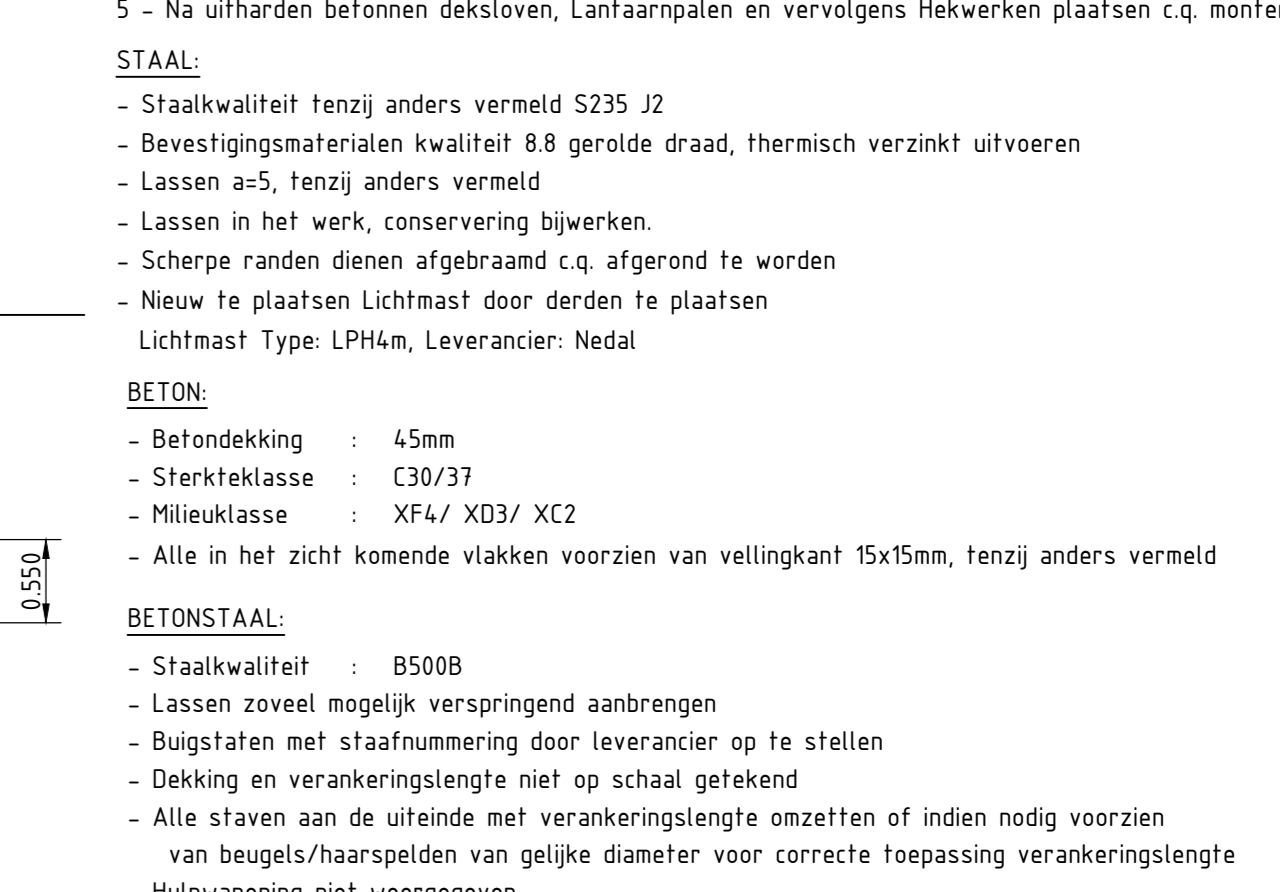 5 - Na uitharden betonnen deksloven, Lantaarnpalen en vervolgens Hekwerken plaatsen c.q.
STAAL:
- Staalkwaliteit tenzij anders vermeld S235 J2
- Bevestigingsmaterialen kwaliteit 8.8 gerolde draad, thermisch verzinkt uitvoeren
- Lassen a=5, tenzij anders vermeld
- Lassen in het werk, conservering bijwerken.
- Scherpe randen dienen afgebraamd c.q. afgerond te worden
- Nieuw te plaatsen Lichtmast door derden te plaatsen
Lichtmast Type: LPH4m, Leverancier: Nedal
BETON:
- Betondekking : 45mm
- Sterkteklasse : C30/37
- Milieuklasse : XF4/ XD3/ XC2
- Alle in het zicht komende vlakken voorzien van vellingkant 15x15mm, tenzij anders vermeld
0.550
BETONSTAAL:
- Staalkwaliteit : B500B
- Lassen zoveel mogelijk verspringend aanbrengen
- Buigstaten met staafnummering door leverancier op te stellen
- Dekking en verankeringslengte niet op schaal getekend
- Alle staven aan de uiteinde met verankeringslengte omzetten of indien nodig voorzien
van beugels/haarspelden van gelijke diameter voor correcte toepassing verankeringslengte